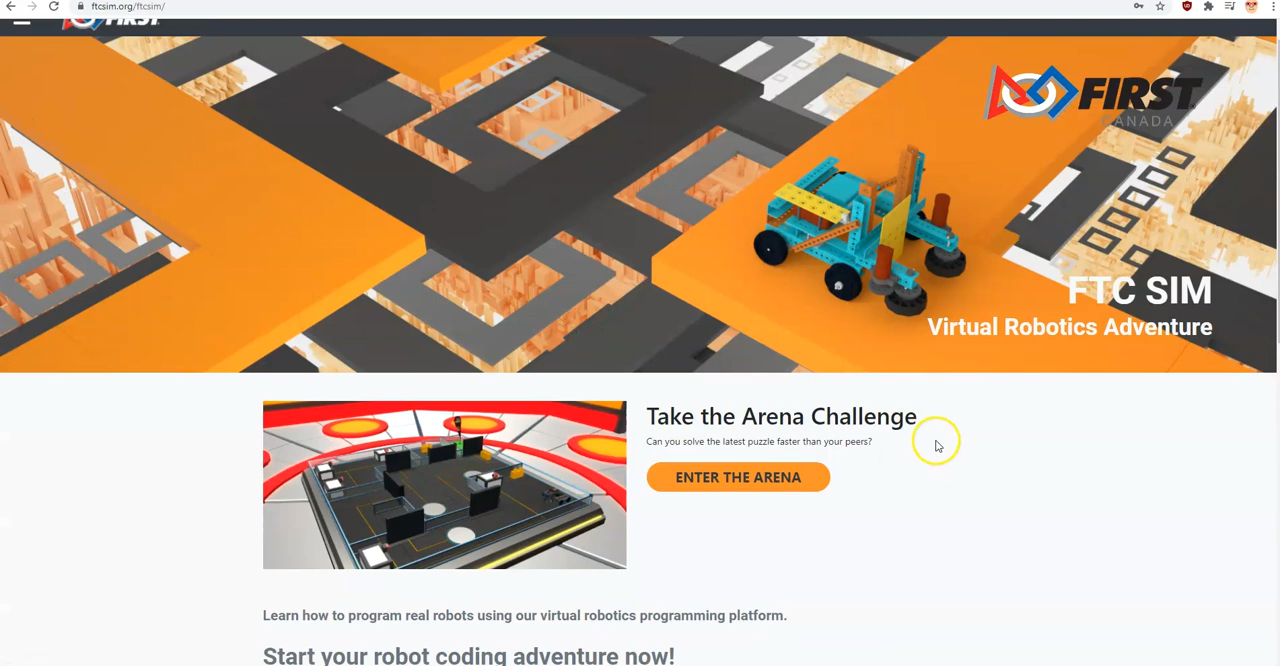 ftcsim.org/ftcsim/
FIRST
FIRST
CANADA
FTC SIM
Virtual Robotics Adventure
Take the Arena Challenge
Can you solve the latest puzzle faster than your peers?
ENTER THE ARENA
Learn how to program real robots using our virtual robotics programming platform.
Start your robot coding adventure now!